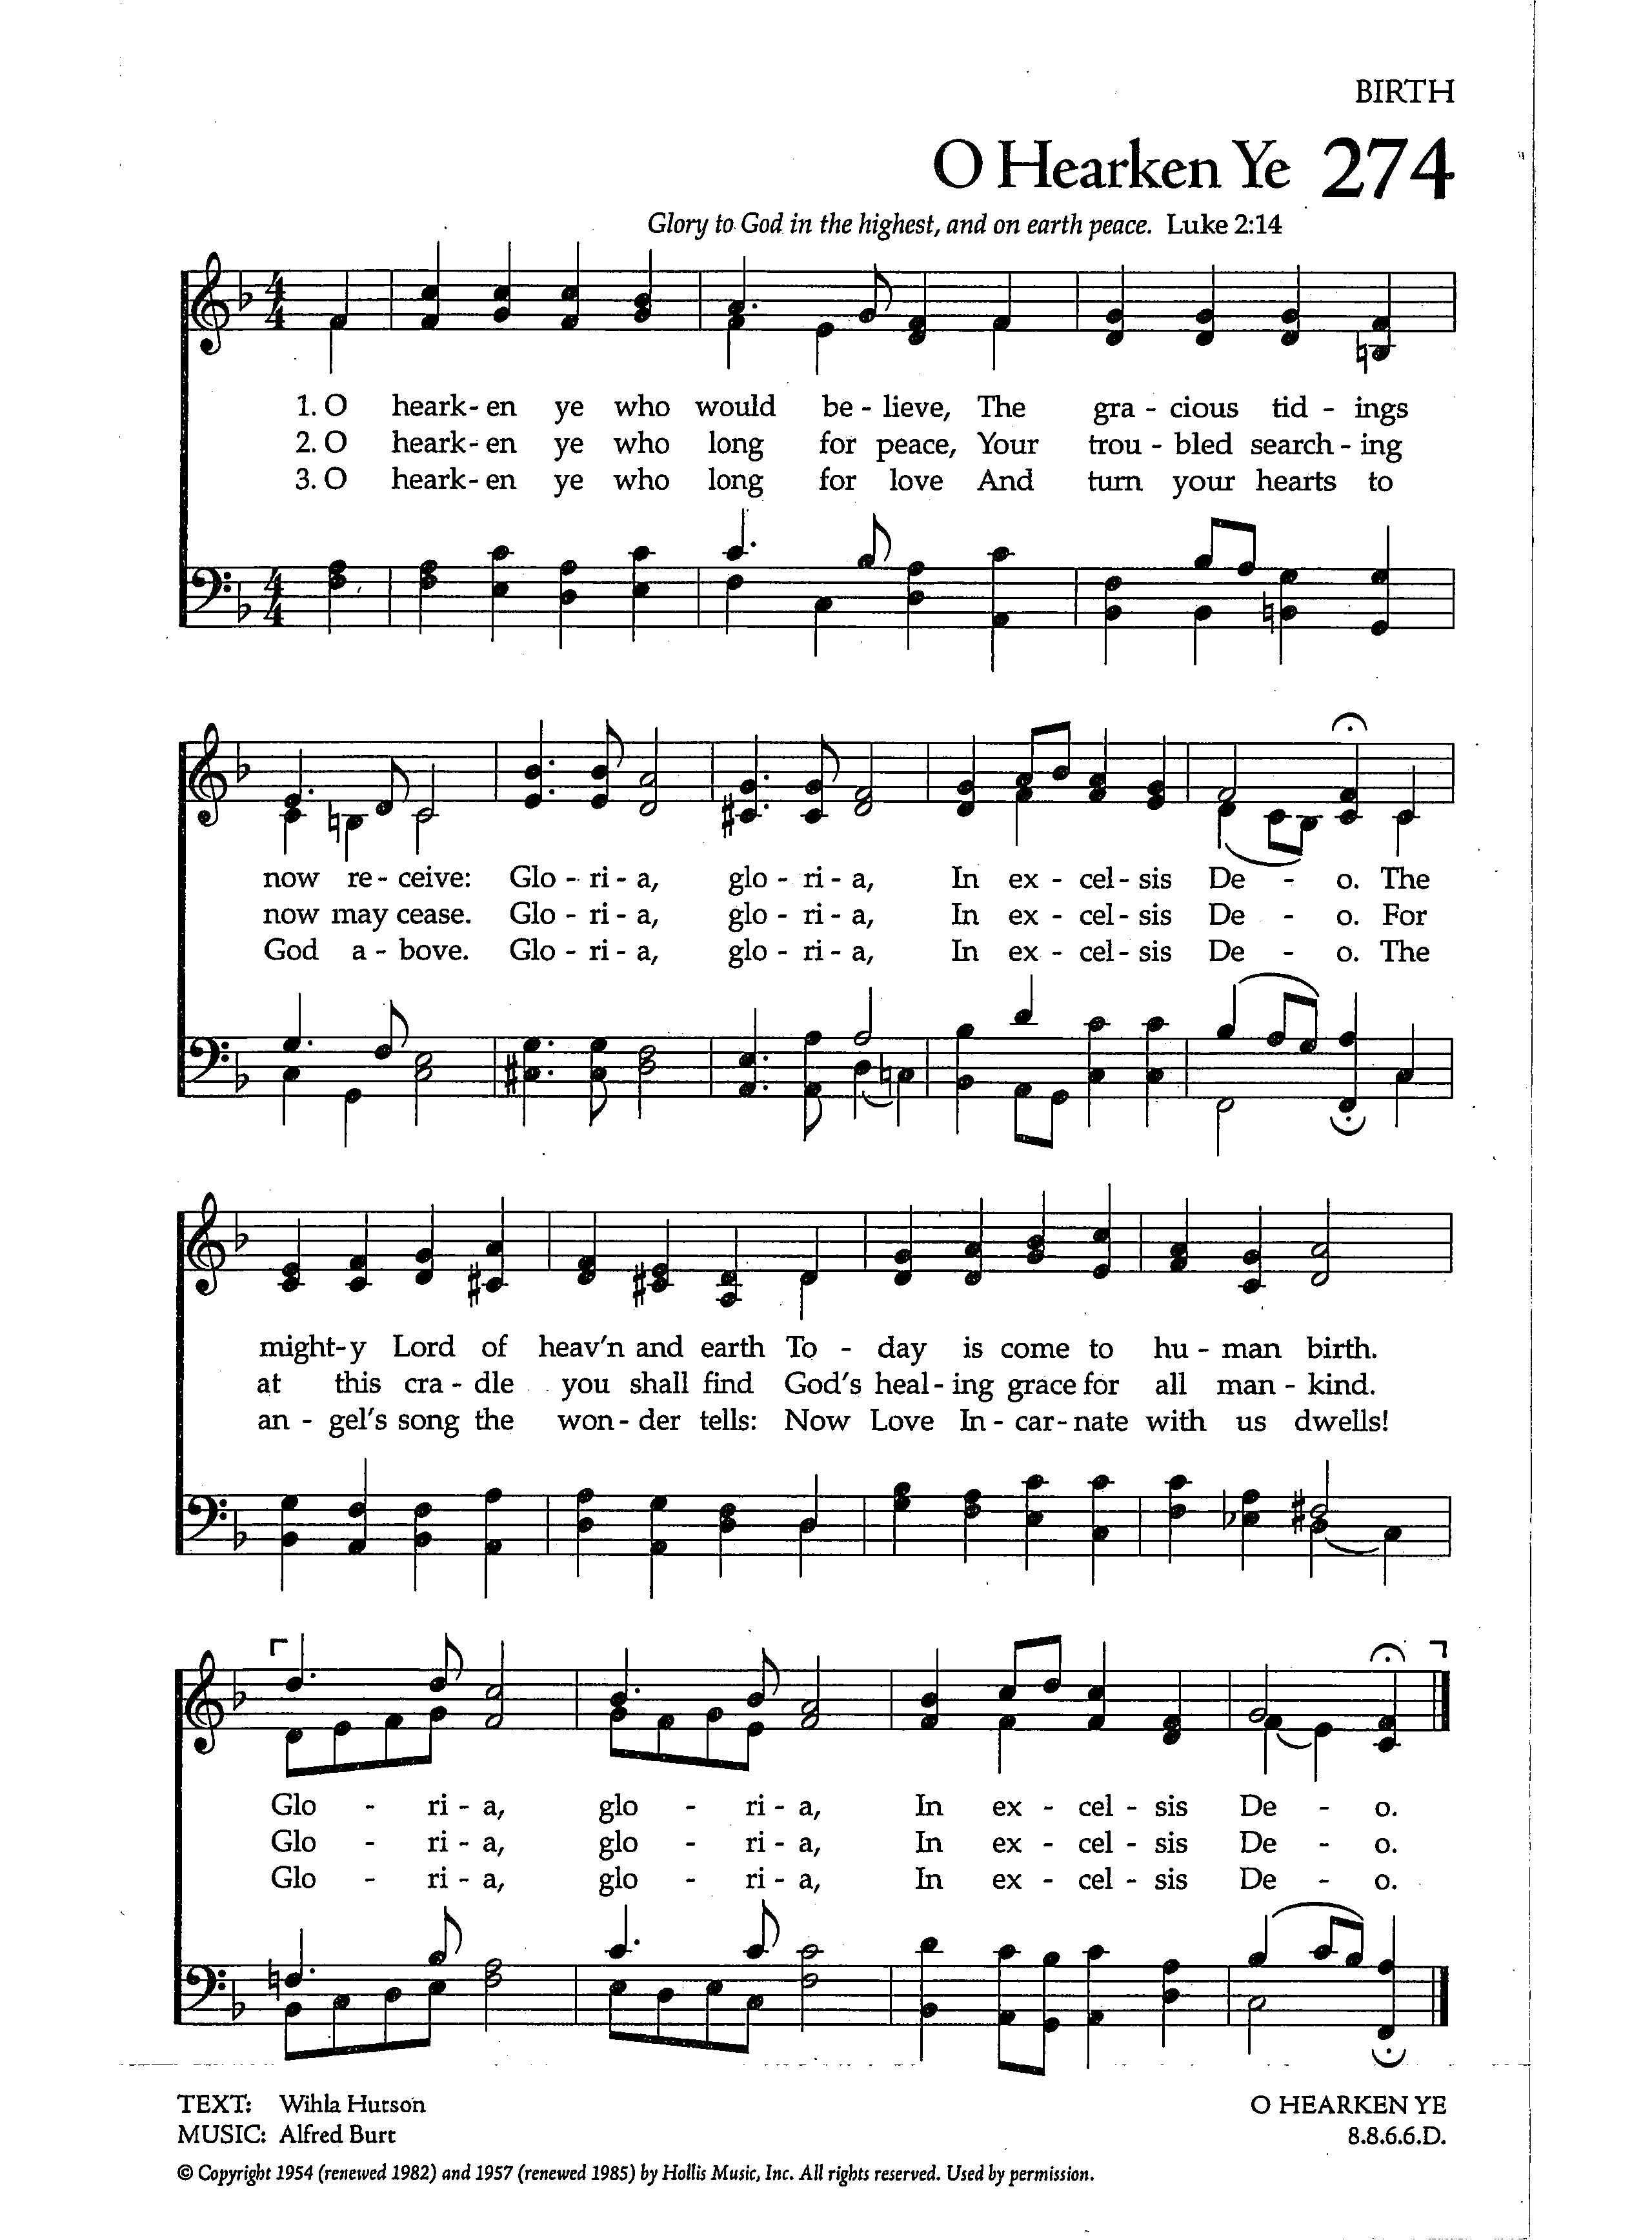 BIRTH
O Hearken Ye 274
Glory to God in the highest, and on earth peace. Luke 2:14
1. O heark- en ye who would be - lieve, The gra - cious tid - ings
2. O heark- en ye who long for peace, Your trou - bled search - ing
3. O heark- en ye who long for love And turn your hearts to
now re - ceive: Glo - ri - a, glo - ri - a, In ex - cel - sis De - o. The
now may cease. Glo - ri - a, glo - ri - a, In ex - cel - sis De - o. For
God a - bove. Glo - ri - a, glo - ri - a, In ex - cel - sis De - o. The
might-y Lord of heav'n and earth To - day is come to hu - man birth.
at this cra - dle you shall find God's heal - ing grace for all man - kind.
an - gel's song the won - der tells: Now Love In - car - nate with us dwells!
Glo - ri - a, glo - ri - a, In ex - cel - sis De - o.
Glo - ri - a, glo - ri - a, In ex - cel - sis De - o.
Glo - ri - a, glo - ri - a, In ex - cel - sis De - o.
TEXT: Wihla Hutson O HEARKEN YE
MUSIC: Alfred Burt 8.8.6.6.D.
© Copyright 1954 (renewed 1982) and 1957 (renewed 1985) by Hollis Music, Inc. All rights reserved. Used by permission.